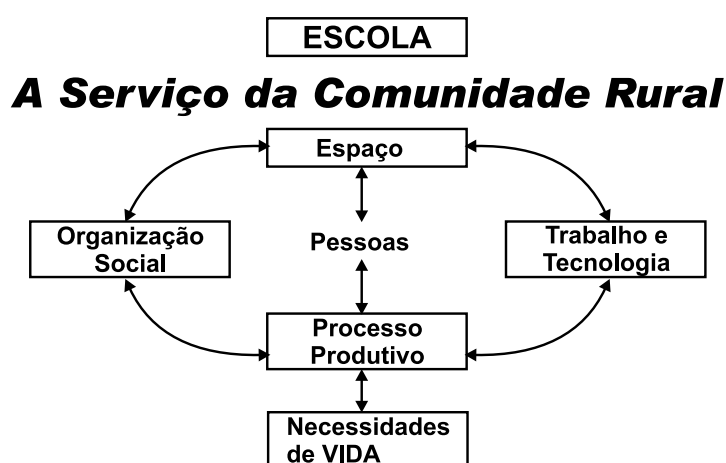 ESCOLA
A Serviço da Comunidade Rural
Espaço
Organização
Social
Pessoas
Trabalho e
Tecnologia
Processo
Produtivo
Necessidades
de VIDA